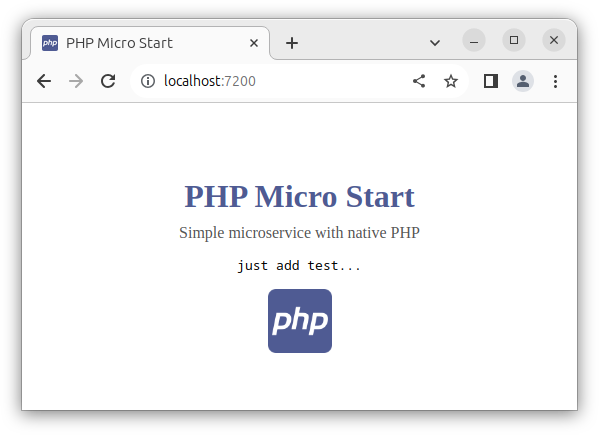 php PHP Micro Start
localhost:7200
PHP Micro Start
Simple microservice with native PHP
just add test...
php